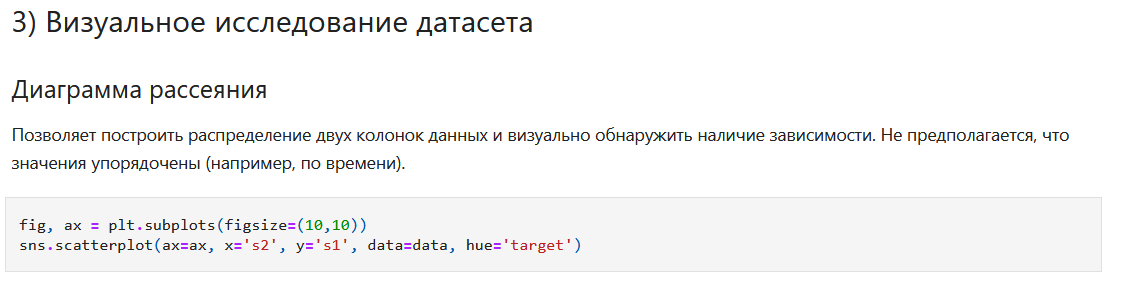 3) Визуальное исследование датасета
Диаграмма рассеяния
Позволяет построить распределение двух колонок данных и визуально обнаружить наличие зависимости. Не предполагается, что
значения упорядочены (например, по времени).
fig, ax = plt.subplots(figsize=(10,10))
sns.scatterplot(ax=ax, x='s2', y='s1', data=data, hue='target')